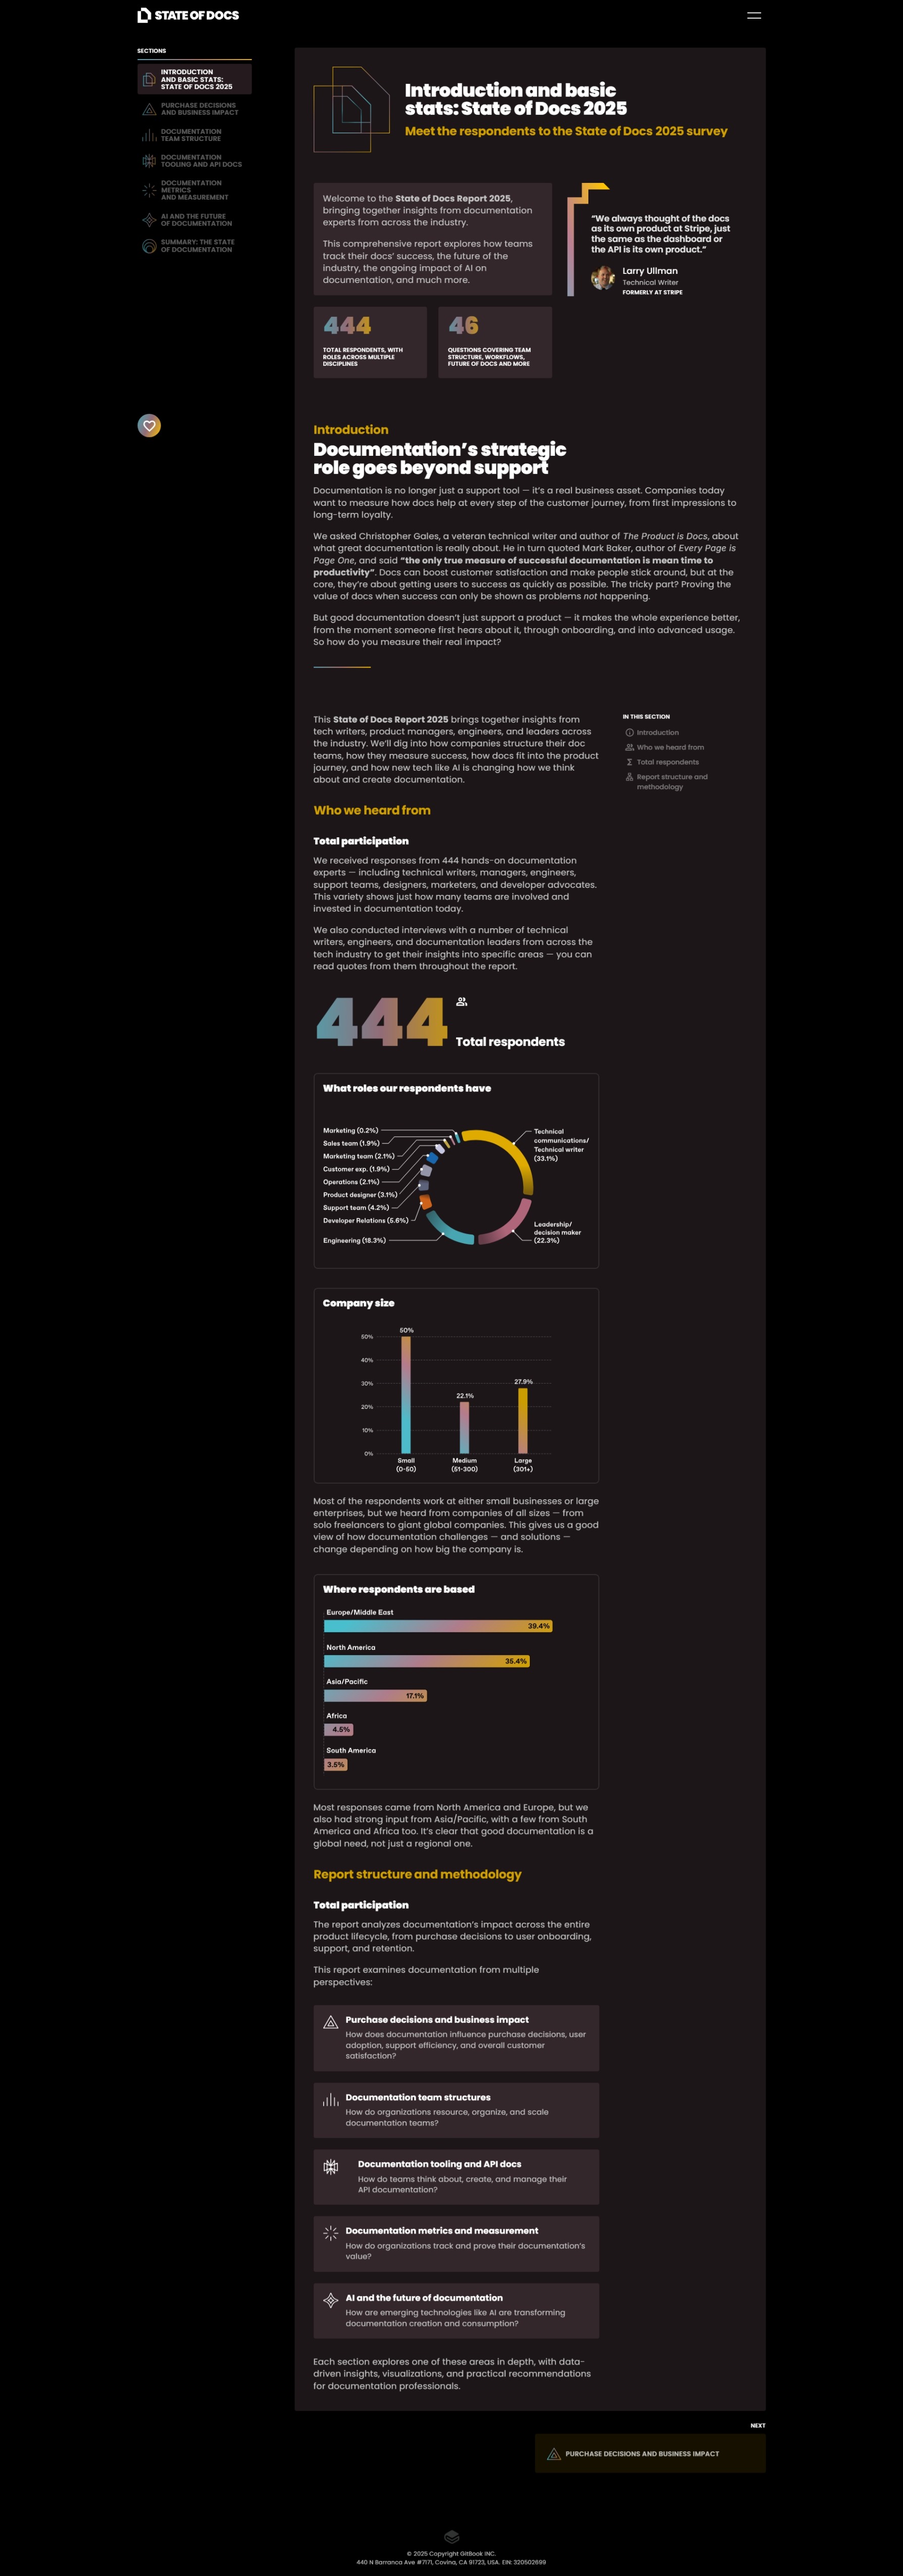 STATE OF DOCS
SECTIONS
INTRODUCTION
AND BASIC STATS:
STATE OF DOCS 2025
PURCHASE DECISIONS
AND BUSINESS IMPACT
DOCUMENTATION
TEAM STRUCTURE
DOCUMENTATION
TOOLING AND API DOCS
DOCUMENTATION
METRICS
AND MEASUREMENT
AI AND THE FUTURE
OF DOCUMENTATION
SUMMARY: THE STATE
OF DOCUMENTATION
Introduction and basic
stats: State of Docs 2025
Meet the respondents to the State of Docs 2025 survey
Welcome to the State of Docs Report 2025,
bringing together insights from documentation
experts from across the industry.
This comprehensive report explores how teams
track their docs’ success, the future of the
industry, the ongoing impact of AI on
documentation, and much more.
“We always thought of the docs
as its own product at Stripe, just
the same as the dashboard or
the API is its own product.”
Larry Ullman
Technical Writer
FORMERLY AT STRIPE
444
TOTAL RESPONDENTS, WITH
ROLES ACROSS MULTIPLE
DISCIPLINES
46
QUESTIONS COVERING TEAM
STRUCTURE, WORKFLOWS,
FUTURE OF DOCS AND MORE
Introduction
Documentation’s strategic
role goes beyond support
Documentation is no longer just a support tool — it’s a real business asset. Companies today
want to measure how docs help at every step of the customer journey, from first impressions to
long-term loyalty.
We asked Christopher Gales, a veteran technical writer and author of The Product is Docs, about
what great documentation is really about. He in turn quoted Mark Baker, author of Every Page is
Page One, and said “the only true measure of successful documentation is mean time to
productivity”. Docs can boost customer satisfaction and make people stick around, but at the
core, they’re about getting users to success as quickly as possible. The tricky part? Proving the
value of docs when success can only be shown as problems not happening.
But good documentation doesn’t just support a product — it makes the whole experience better,
from the moment someone first hears about it, through onboarding, and into advanced usage.
So how do you measure their real impact?
This State of Docs Report 2025 brings together insights from
tech writers, product managers, engineers, and leaders across
the industry. We’ll dig into how companies structure their doc
teams, how they measure success, how docs fit into the product
journey, and how new tech like AI is changing how we think
about and create documentation.
IN THIS SECTION
Introduction
Who we heard from
Total respondents
Report structure and
methodology
Who we heard from
Total participation
We received responses from 444 hands-on documentation
experts — including technical writers, managers, engineers,
support teams, designers, marketers, and developer advocates.
This variety shows just how many teams are involved and
invested in documentation today.
We also conducted interviews with a number of technical
writers, engineers, and documentation leaders from across the
tech industry to get their insights into specific areas — you can
read quotes from them throughout the report.
444
Total respondents
What roles our respondents have
Marketing (0.2%)
Sales team (1.9%)
Marketing team (2.1%)
Customer exp. (1.9%)
Operations (2.1%)
Product designer (3.1%)
Support team (4.2%)
Developer Relations (5.6%)
Engineering (18.3%)
Technical
communications/
Technical writer
(33.1%)
Leadership/
decision maker
(22.3%)
Company size
50%
40%
30%
20%
10%
0%
50%
22.1%
27.9%
Small
(0-50)
Medium
(51-300)
Large
(301+)
Most of the respondents work at either small businesses or large
enterprises, but we heard from companies of all sizes — from
solo freelancers to giant global companies. This gives us a good
view of how documentation challenges — and solutions —
change depending on how big the company is.
Where respondents are based
Europe/Middle East
39.4%
North America
35.4%
Asia/Pacific
17.1%
Africa
4.5%
South America
3.5%
Most responses came from North America and Europe, but we
also had strong input from Asia/Pacific, with a few from South
America and Africa too. It’s clear that good documentation is a
global need, not just a regional one.
Report structure and methodology
Total participation
The report analyzes documentation’s impact across the entire
product lifecycle, from purchase decisions to user onboarding,
support, and retention.
This report examines documentation from multiple
perspectives:
Purchase decisions and business impact
How does documentation influence purchase decisions, user
adoption, support efficiency, and overall customer
satisfaction?
Documentation team structures
How do organizations resource, organize, and scale
documentation teams?
Documentation tooling and API docs
How do teams think about, create, and manage their
API documentation?
Documentation metrics and measurement
How do organizations track and prove their documentation’s
value?
AI and the future of documentation
How are emerging technologies like AI are transforming
documentation creation and consumption?
Each section explores one of these areas in depth, with data-
driven insights, visualizations, and practical recommendations
for documentation professionals.
NEXT
PURCHASE DECISIONS AND BUSINESS IMPACT
© 2025 Copyright GitBook INC.
440 N Barranca Ave #7171, Covina, CA 91723, USA. EIN: 320502699